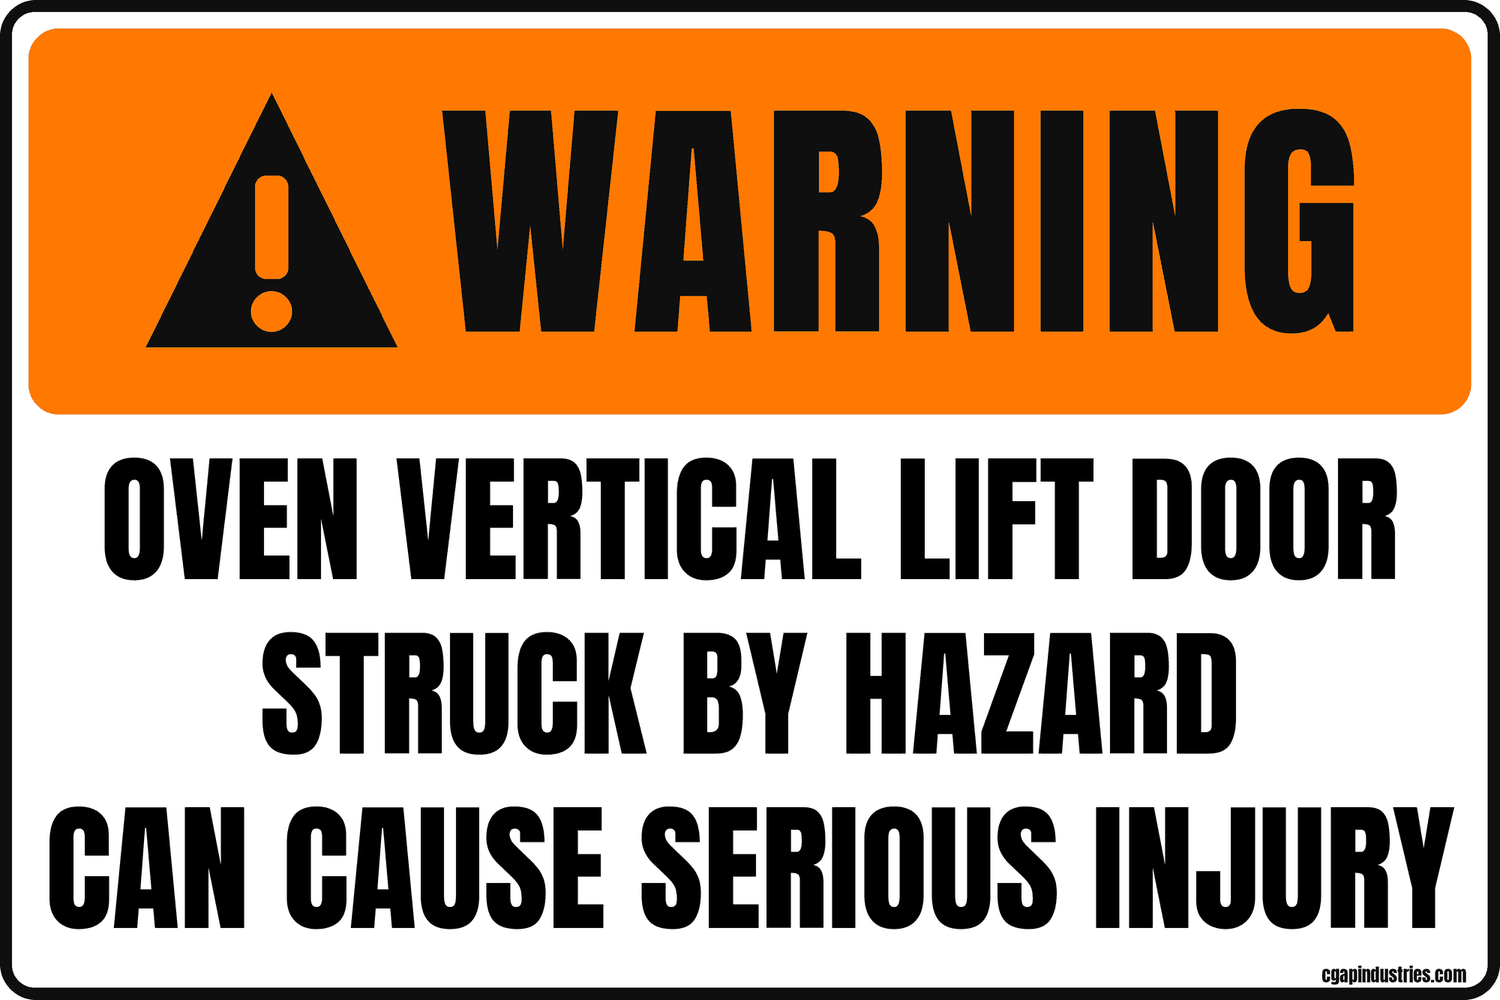 WARNING
OVEN VERTICAL LIFT DOOR
STRUCK BY HAZARD
CAN CAUSE SERIOUS INJURY
cgapindustries.com